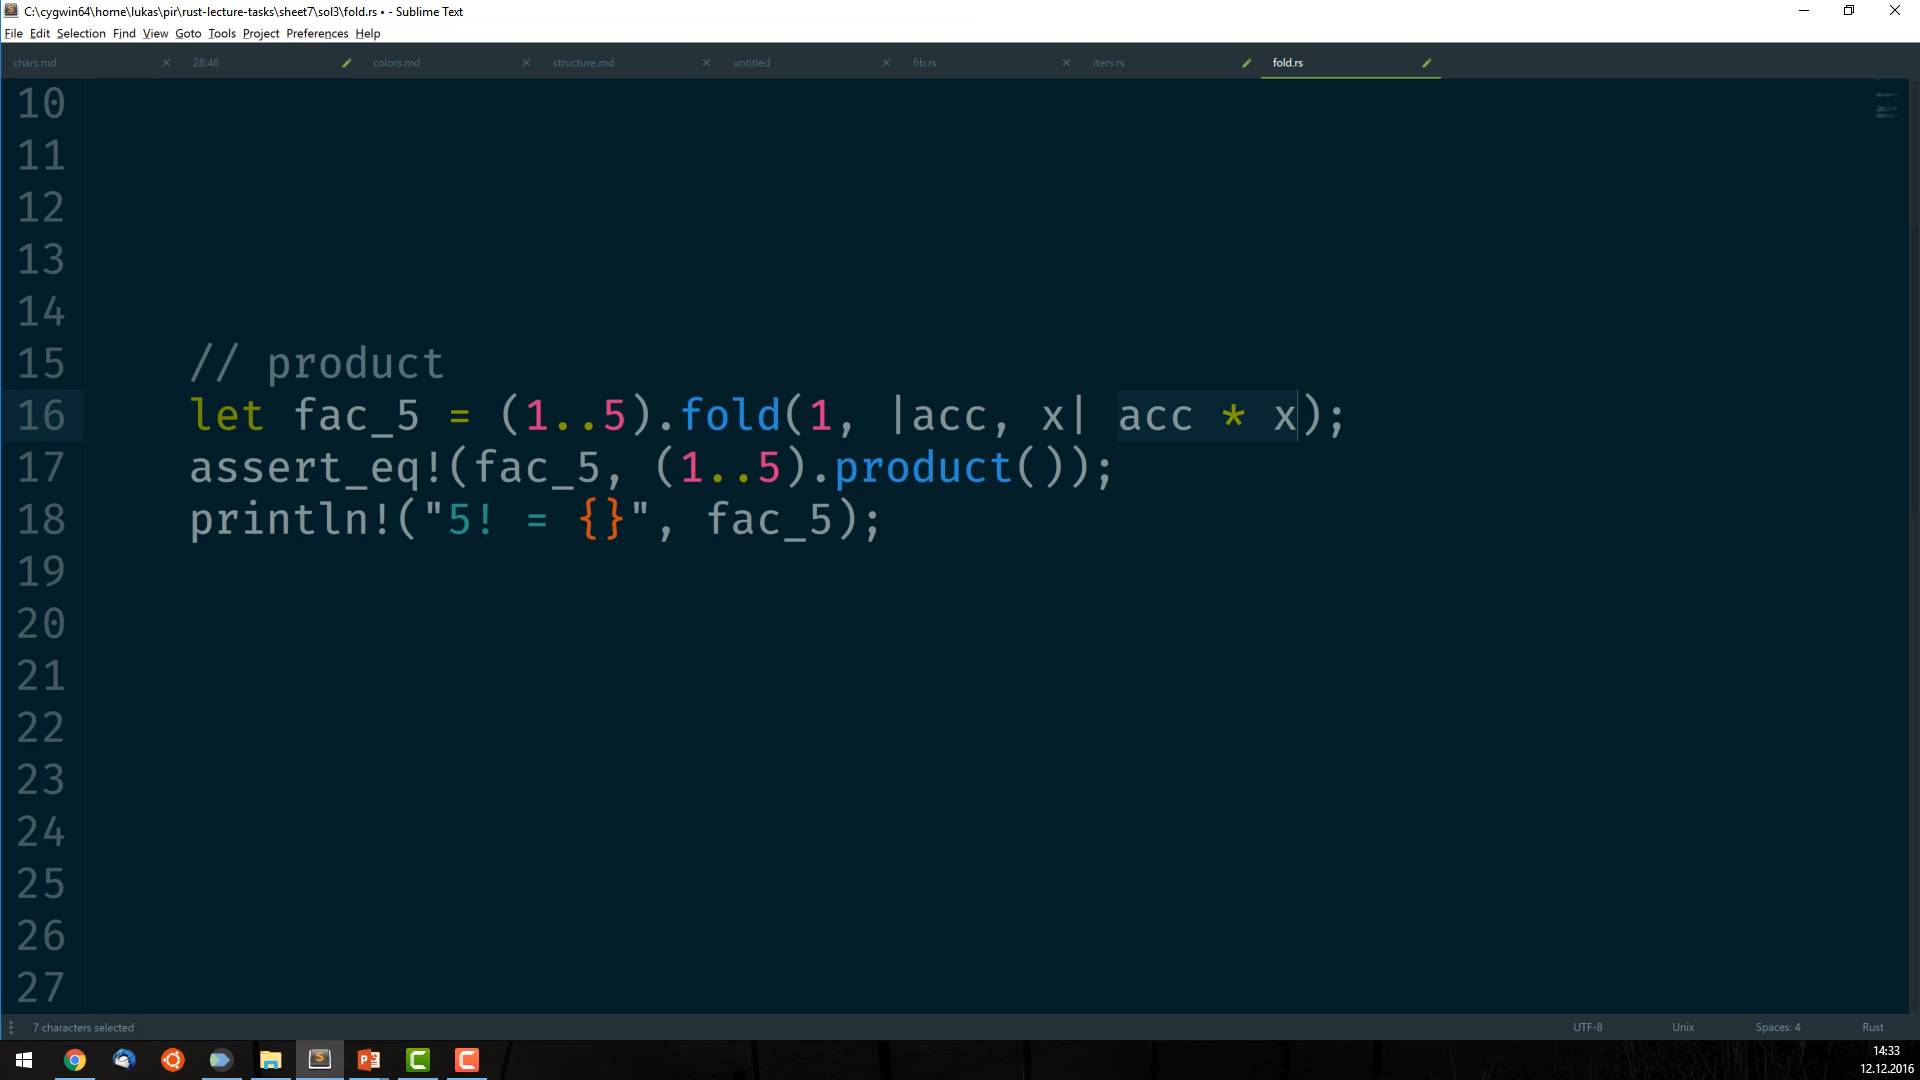 C:\cygwin64\home\lukas\pir\rust-lecture-tasks\sheet7\sol3\fold.rs • - Sublime Text
File Edit Selection Find View Goto Tools Project Preferences Help
chars.md 28:46 colors.md structure.md untitled fib.rs iters.rs fold.rs
10
11
12
13
14
15 // product
16 let fac_5 = (1..5).fold(1, |acc, x| acc * x);
17 assert_eq!(fac_5, (1..5).product());
18 println!("5! = {}", fac_5);
19
20
21
22
23
24
25
26
27
7 characters selected UTF-8 Unix Spaces: 4 Rust
14:33
12.12.2016